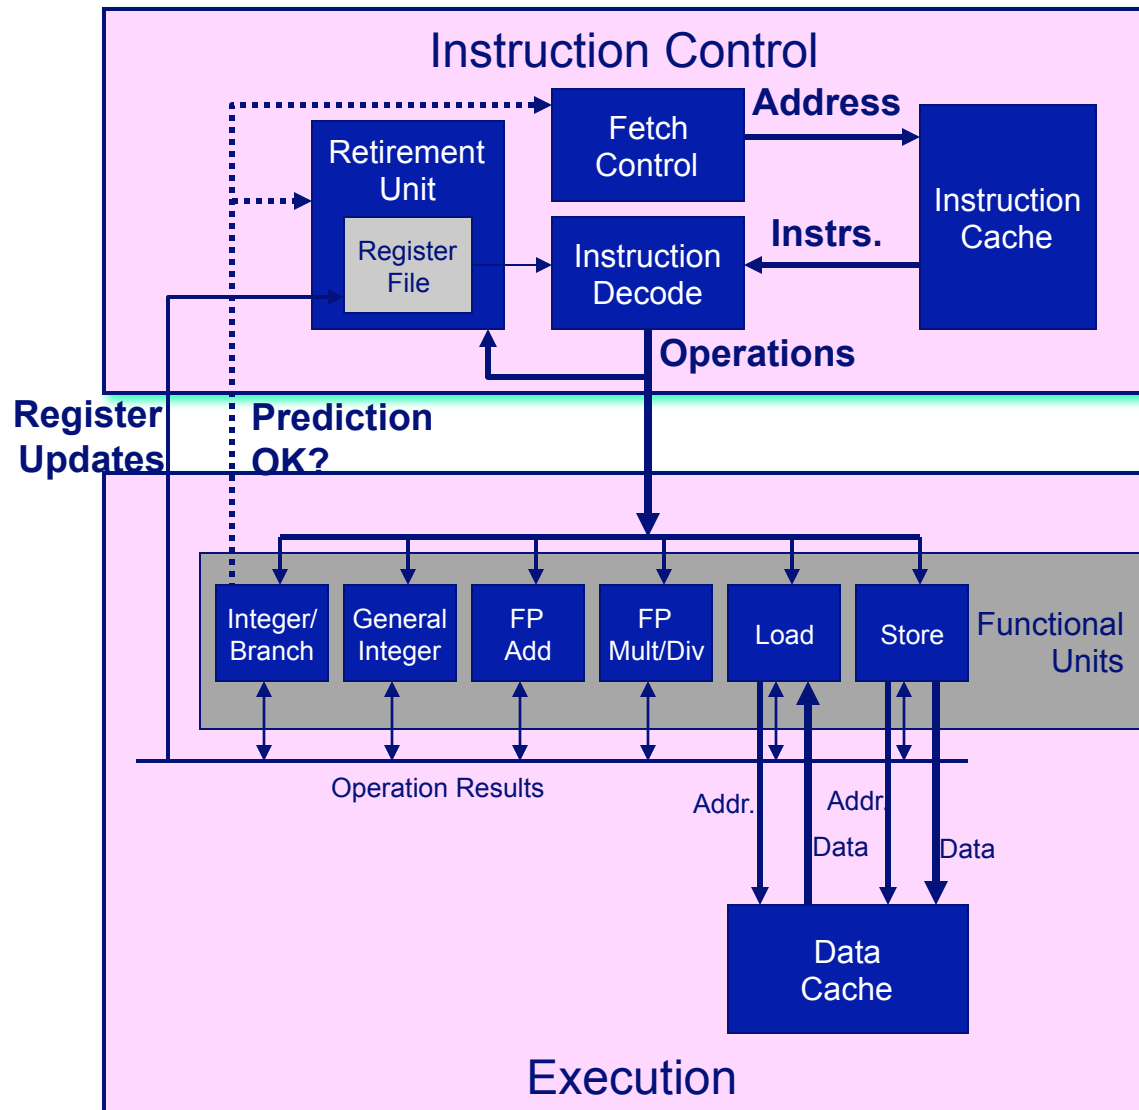 Instruction Control
Address
Fetch
Control
Retirement
Unit
Instruction
Cache
Register
File
Instruction
Decode
Instrs.
Operations
Register
Updates
Prediction
OK?
Integer/
Branch
General
Integer
FP
Add
FP
Mult/Div
Load
Store
Functional
Units
Operation Results
Addr.
Addr.
Data
Data
Data
Cache
Execution